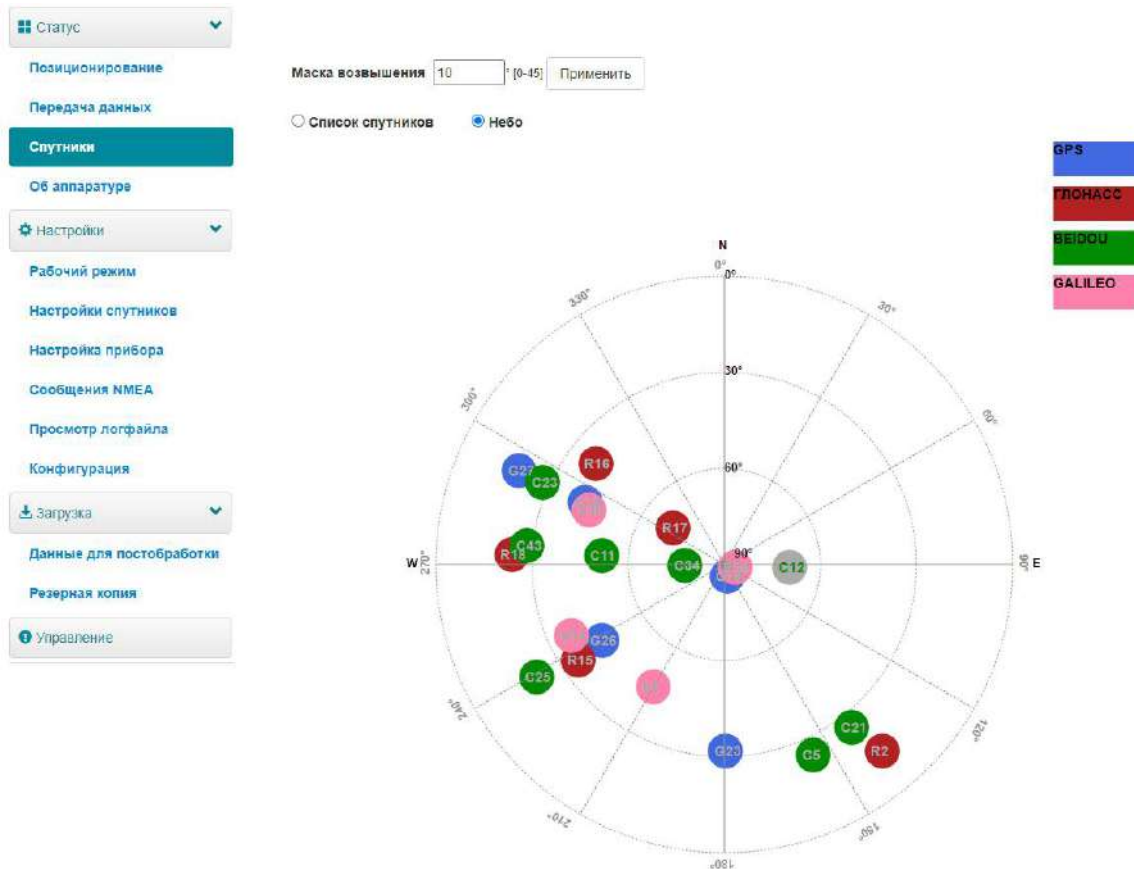 Статус
Позиционирование
Передача данных
Спутники
Об аппаратуре
Настройки
Рабочий режим
Настройки спутников
Настройка прибора
Сообщения NMEA
Просмотр логфайла
Конфигурация
Загрузка
Данные для постобработки
Резерная копия
Управление
Маска возвышения 10 ° [0-45] Применить
Список спутников Небо
GPS
ГЛОНАСС
BEIDOU
GALILEO
N
0°
0°
330° 30°
30°
300° 60°
60°
R16
C23
R17
C43
R18 C11
C34 90° C12
W 270° 90° E
G26
R15
C25
240° 120°
C21
G23 C5 R2
210° 150°
180°